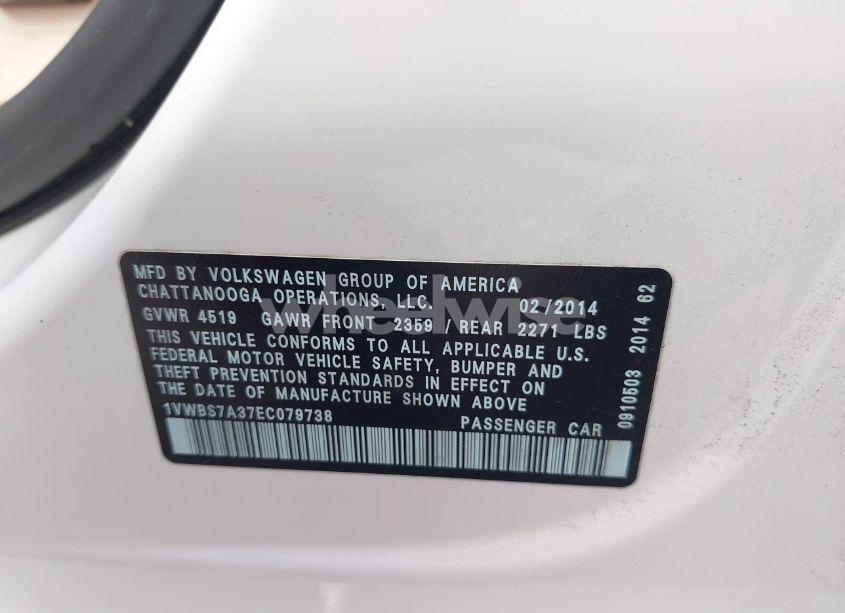 MFD BY VOLKSWAGEN GROUP OF AMERICA
CHATTANOOGA OPERATIONS, LLC. 02/2014
GVWR 4519 GAWR FRONT 2359/REAR 2271 LBS
THIS VEHICLE CONFORMS TO ALL APPLICABLE U.S.
FEDERAL MOTOR VEHICLE SAFETY, BUMPER AND
THEFT PREVENTION STANDARDS IN EFFECT ON
THE DATE OF MANUFACTURE SHOWN ABOVE
1VWBS7A37EC079738 PASSENGER CAR
0910503 2014 62
wheelwise